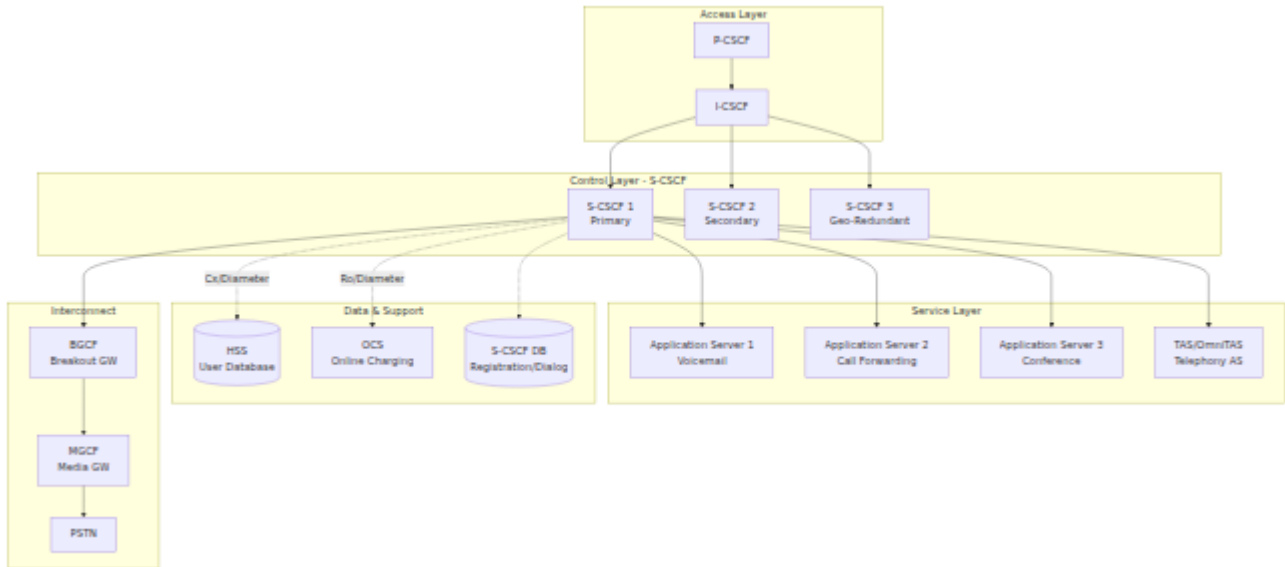 Access Layer
P-CSCF
I-CSCF
Control Layer - S-CSCF
S-CSCF 1
Primary
S-CSCF 2
Secondary
S-CSCF 3
Geo-Redundant
Cx/Diameter
Ro/Diameter
Interconnect
BGCF
Breakout GW
MGCF
Media GW
PSTN
Data & Support
HSS
User Database
OCS
Online Charging
S-CSCF DB
Registration/Dialog
Service Layer
Application Server 1
Voicemail
Application Server 2
Call Forwarding
Application Server 3
Conference
TAS/OmniTAS
Telephony AS